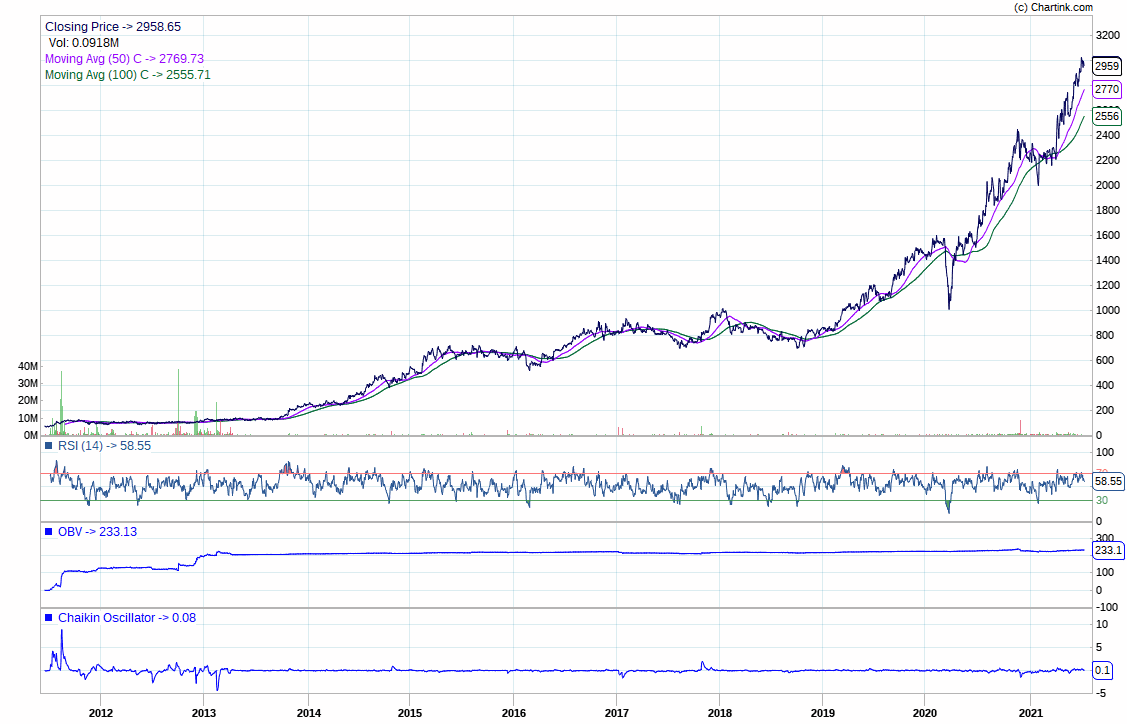 (c) Chartink.com
Closing Price -> 2958.65
Vol: 0.0918M
Moving Avg (50) C -> 2769.73
Moving Avg (100) C -> 2555.71
3200
2959
2770
2556
2400
2200
2000
1800
1600
1400
1200
1000
800
600
400
200
0
40M
30M
20M
10M
0M
RSI (14) -> 58.55
100
70
58.55
30
0
OBV -> 233.13
300
233.1
100
0
-100
Chaikin Oscillator -> 0.08
10
5
0.1
-5
2012 2013 2014 2015 2016 2017 2018 2019 2020 2021